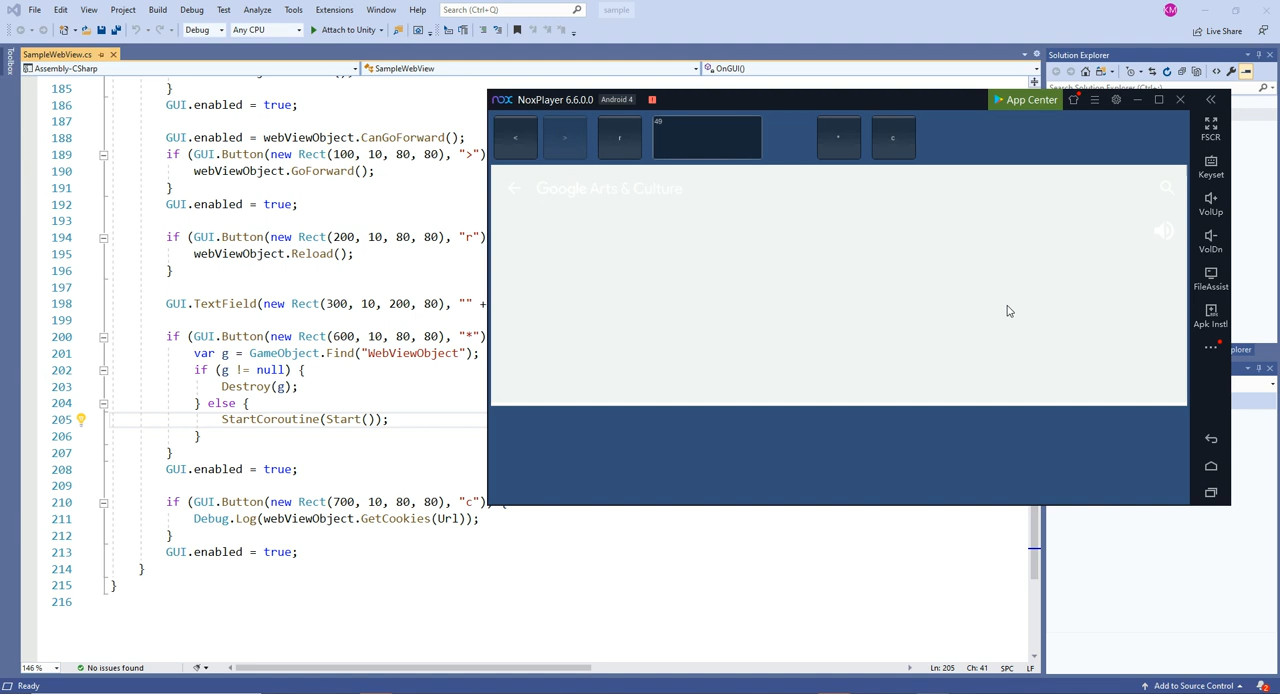 File Edit View Project Build Debug Test Analyze Tools Extensions Window Help Search (Ctrl+Q) sample KM
Debug Any CPU Attach to Unity Live Share
Toolbox
SampleWebView.cs
Assembly-CSharp SampleWebView OnGUI()
Solution Explorer
185 }
186 GUI.enabled = true;
187
188 GUI.enabled = webViewObject.CanGoForward();
189 if (GUI.Button(new Rect(100, 10, 80, 80), ">")
190 webViewObject.GoForward();
191 }
192 GUI.enabled = true;
193
194 if (GUI.Button(new Rect(200, 10, 80, 80), "r")
195 webViewObject.Reload();
196 }
197
198 GUI.TextField(new Rect(300, 10, 200, 80), "" +
199
200 if (GUI.Button(new Rect(600, 10, 80, 80), "*")
201 var g = GameObject.Find("WebViewObject");
202 if (g != null) {
203 Destroy(g);
204 } else {
205 StartCoroutine(Start());
206 }
207 }
208 GUI.enabled = true;
209
210 if (GUI.Button(new Rect(700, 10, 80, 80), "c")
211 Debug.Log(webViewObject.GetCookies(Url));
212 }
213 GUI.enabled = true;
214 }
215 }
216
nox NoxPlayer 6.6.0.0 Android 4 App Center
< > r 49 * c
Google Arts & Culture
FSCR
Keyset
VolUp
VolDn
FileAssist
Apk Instl
146 % No issues found Ln: 205 Ch: 41 SPC LF
Ready Add to Source Control 2